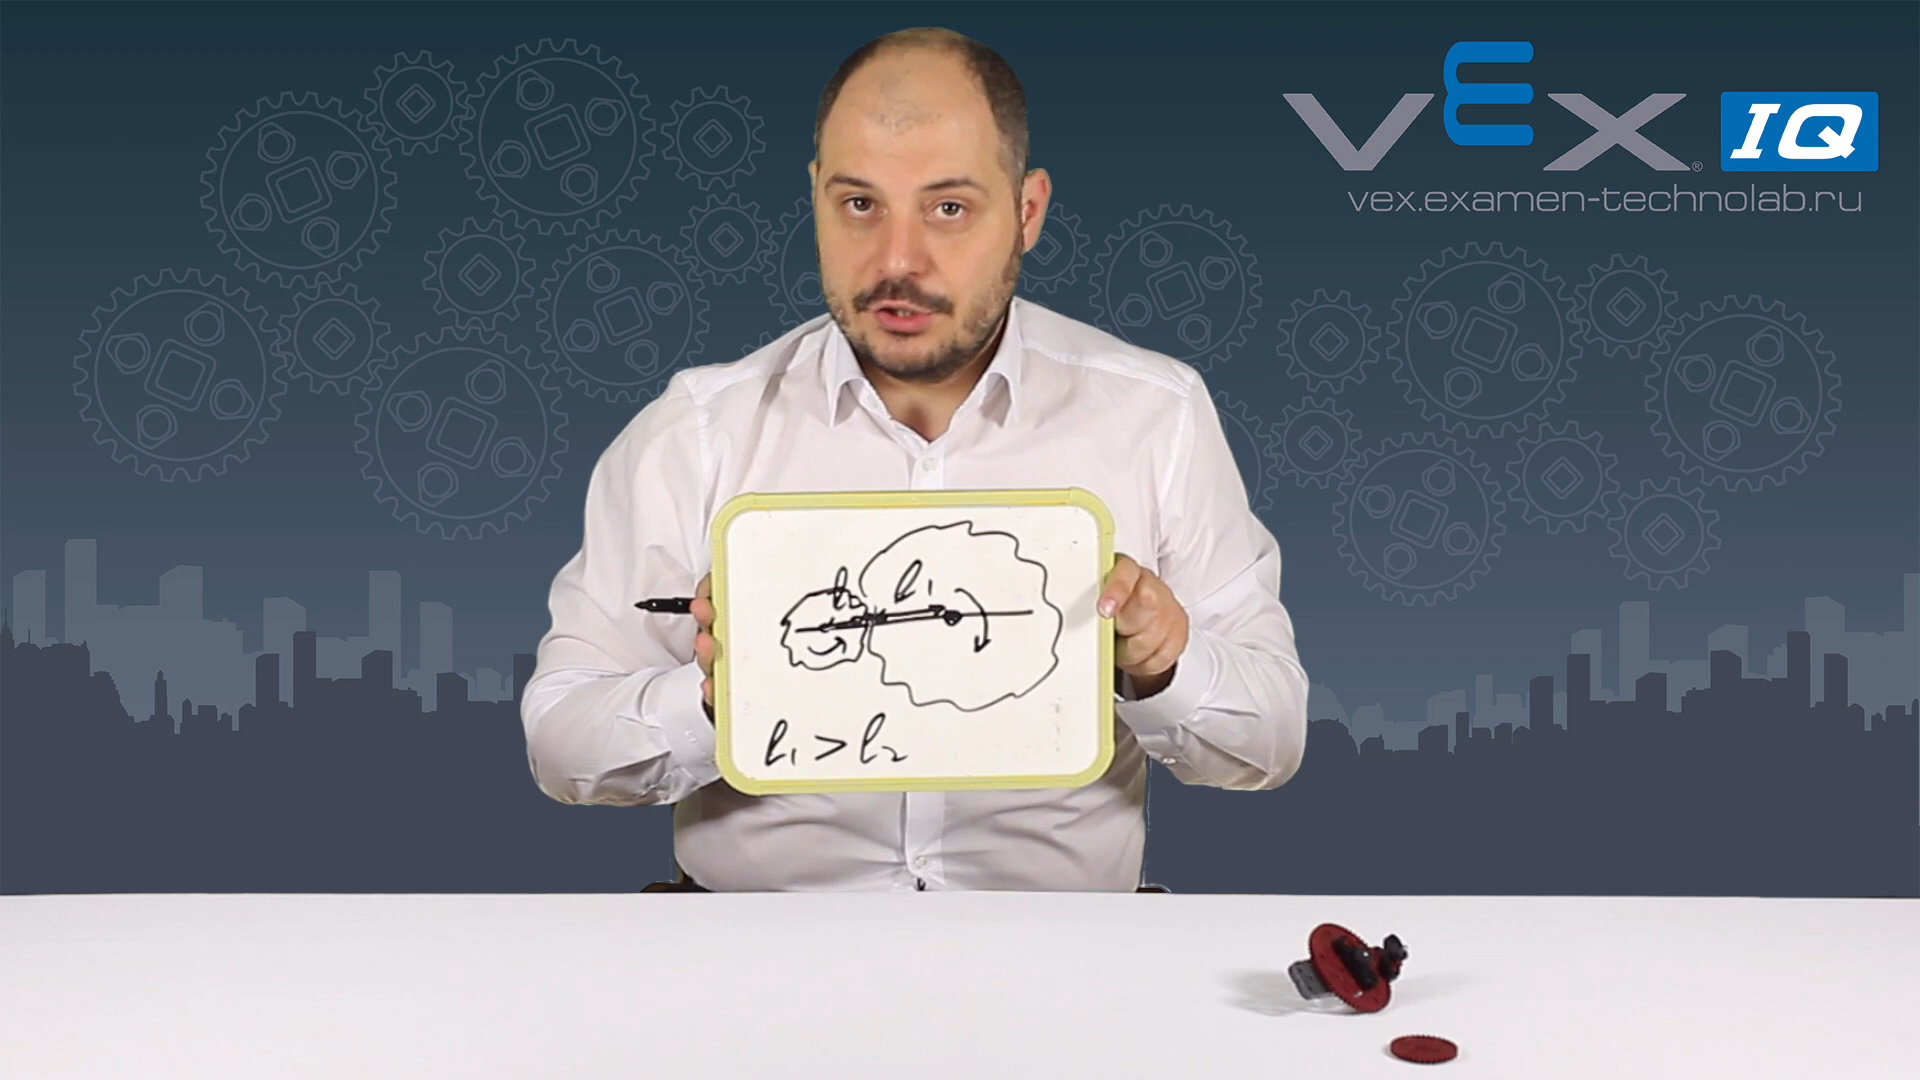 VEX IQ
vex.examen-technolab.ru
l₂ l₁
l₁ > l₂